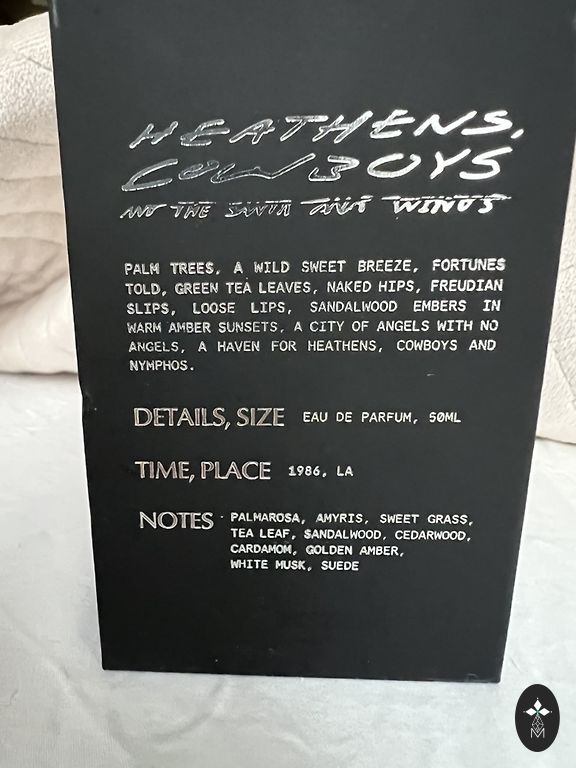 HEATHENS,
COWBOYS
AND THE SANTA ANA WINDS
PALM TREES, A WILD SWEET BREEZE, FORTUNES
TOLD, GREEN TEA LEAVES, NAKED HIPS, FREUDIAN
SLIPS, LOOSE LIPS, SANDALWOOD EMBERS IN
WARM AMBER SUNSETS, A CITY OF ANGELS WITH NO
ANGELS, A HAVEN FOR HEATHENS, COWBOYS AND
NYMPHOS.
DETAILS, SIZE EAU DE PARFUM, 50ML
TIME, PLACE 1986, LA
NOTES PALMAROSA, AMYRIS, SWEET GRASS,
TEA LEAF, SANDALWOOD, CEDARWOOD,
CARDAMOM, GOLDEN AMBER,
WHITE MUSK, SUEDE
M